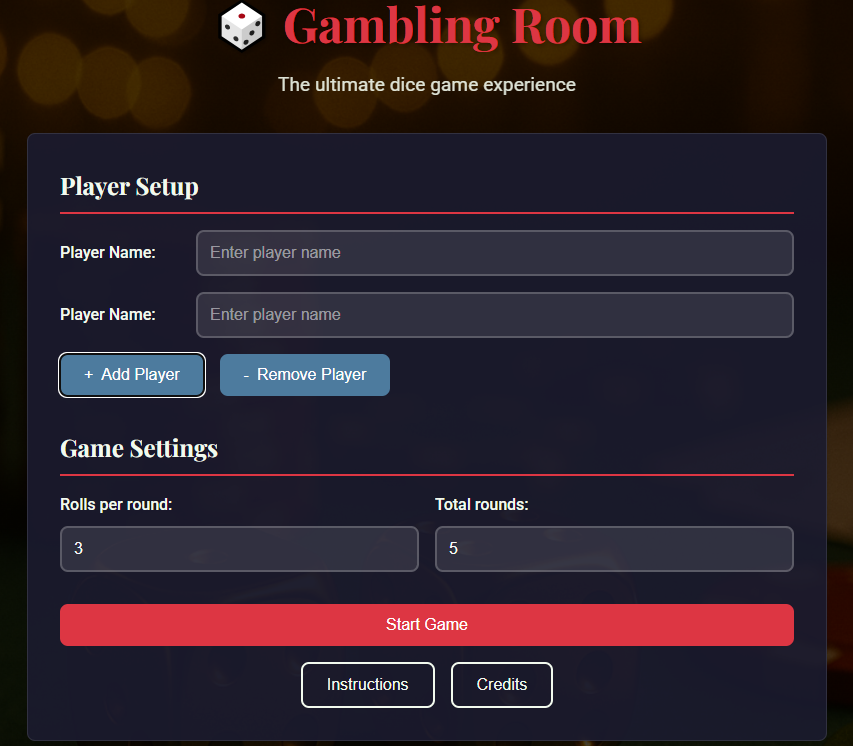 Gambling Room
The ultimate dice game experience
Player Setup
Player Name: Enter player name
Player Name: Enter player name
+ Add Player - Remove Player
Game Settings
Rolls per round: Total rounds:
3 5
Start Game
Instructions Credits